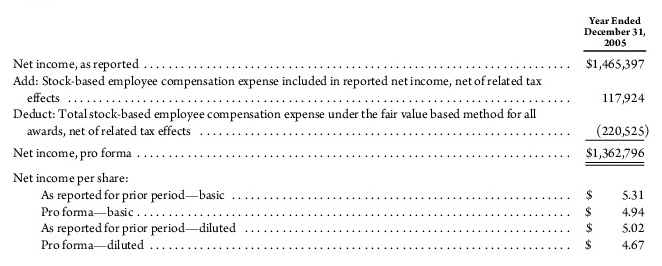 Year Ended
December 31,
2005
Net income, as reported ........................................................ $1,465,397
Add: Stock-based employee compensation expense included in reported net income, net of related tax
effects ........................................................ 117,924
Deduct: Total stock-based employee compensation expense under the fair value based method for all
awards, net of related tax effects ........................................................ (220,525)
Net income, pro forma ........................................................ $1,362,796
Net income per share:
As reported for prior period—basic ........................................................ $ 5.31
Pro forma—basic ........................................................ $ 4.94
As reported for prior period—diluted ........................................................ $ 5.02
Pro forma—diluted ........................................................ $ 4.67